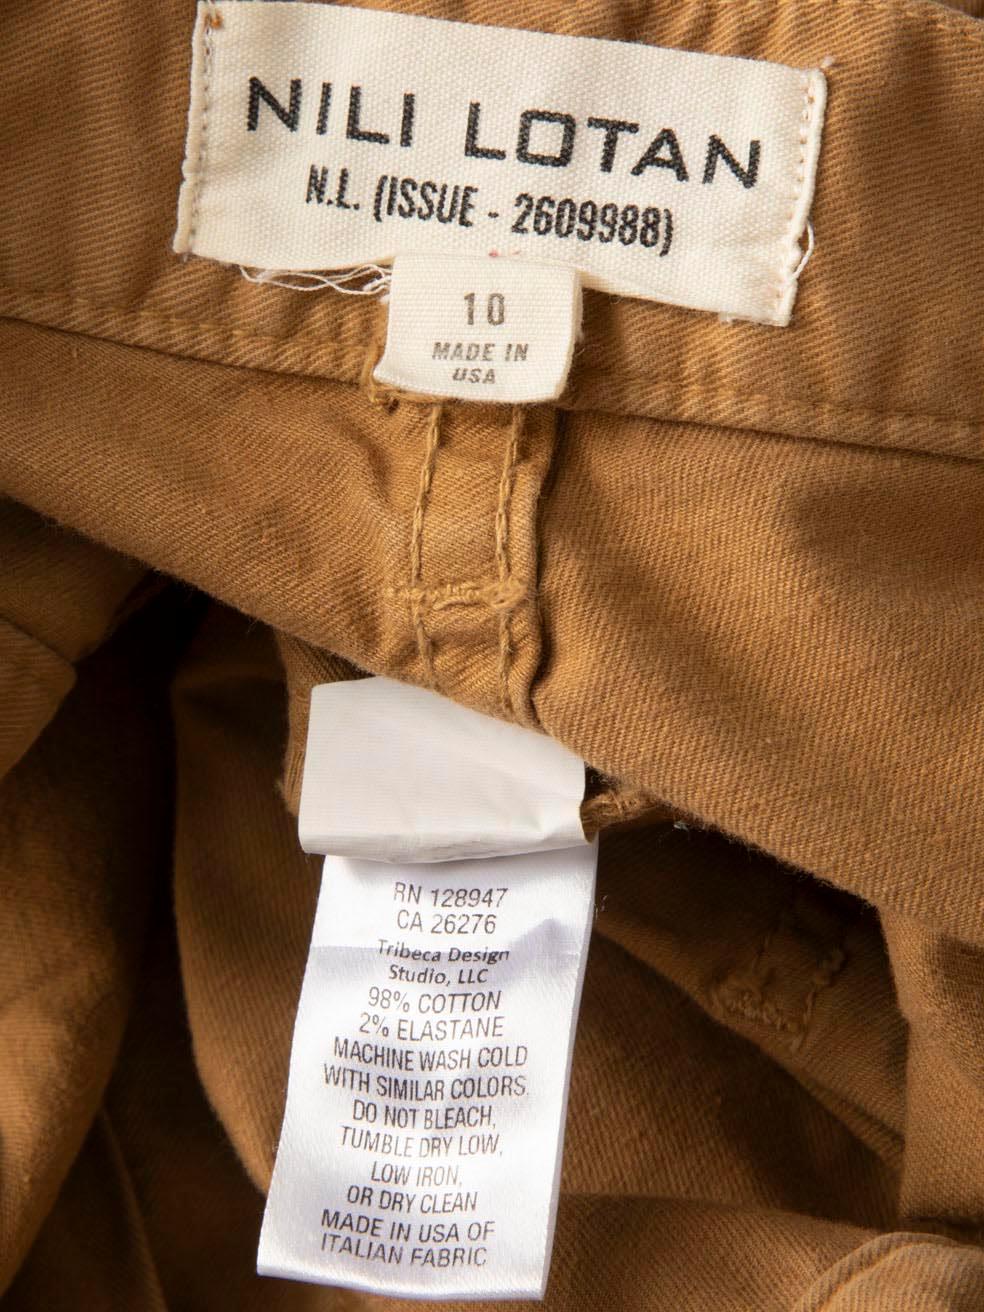 NILI LOTAN
N.L. (ISSUE - 2609988)
10
MADE IN
USA
RN 128947
CA 26276
Tribeca Design
Studio, LLC
98% COTTON
2% ELASTANE
MACHINE WASH COLD
WITH SIMILAR COLORS,
DO NOT BLEACH,
TUMBLE DRY LOW,
LOW IRON,
OR DRY CLEAN
MADE IN USA OF
ITALIAN FABRIC